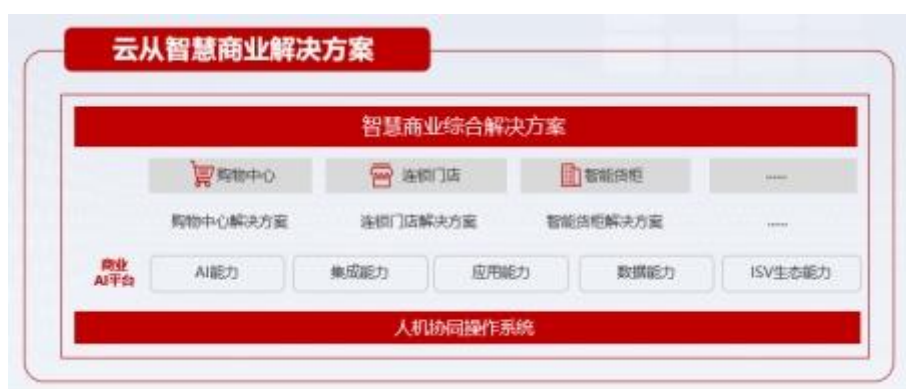 云从智慧商业解决方案
智慧商业综合解决方案
购物中心 连锁门店 智能货柜 ......
购物中心解决方案 连锁门店解决方案 智能货柜解决方案 ......
商业
AI平台
AI能力 集成能力 应用能力 数据能力 ISV生态能力
人机协同操作系统